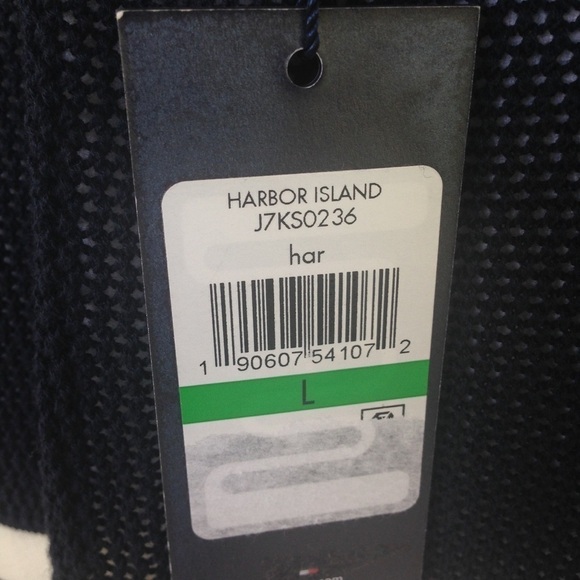 HARBOR ISLAND
J7KS0236
har
1 90607 54107 2
L